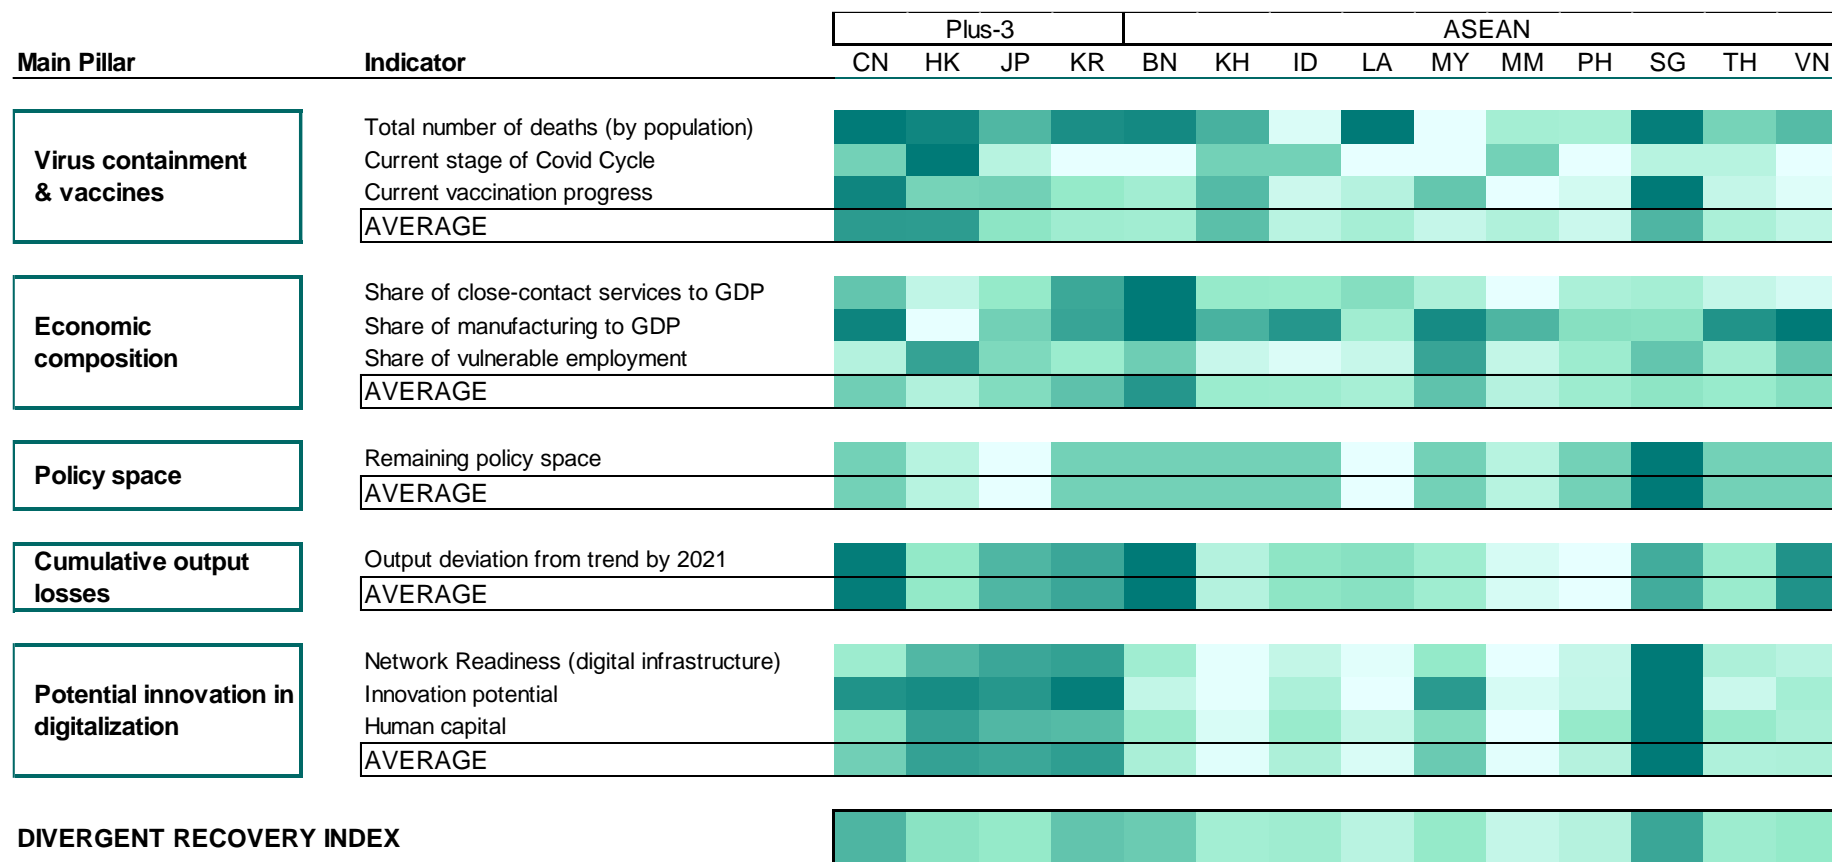 Plus-3 ASEAN
Main Pillar Indicator CN HK JP KR BN KH ID LA MY MM PH SG TH VN
Virus containment
& vaccines
Total number of deaths (by population)
Current stage of Covid Cycle
Current vaccination progress
AVERAGE
Economic
composition
Share of close-contact services to GDP
Share of manufacturing to GDP
Share of vulnerable employment
AVERAGE
Policy space
Remaining policy space
AVERAGE
Cumulative output
losses
Output deviation from trend by 2021
AVERAGE
Potential innovation in
digitalization
Network Readiness (digital infrastructure)
Innovation potential
Human capital
AVERAGE
DIVERGENT RECOVERY INDEX